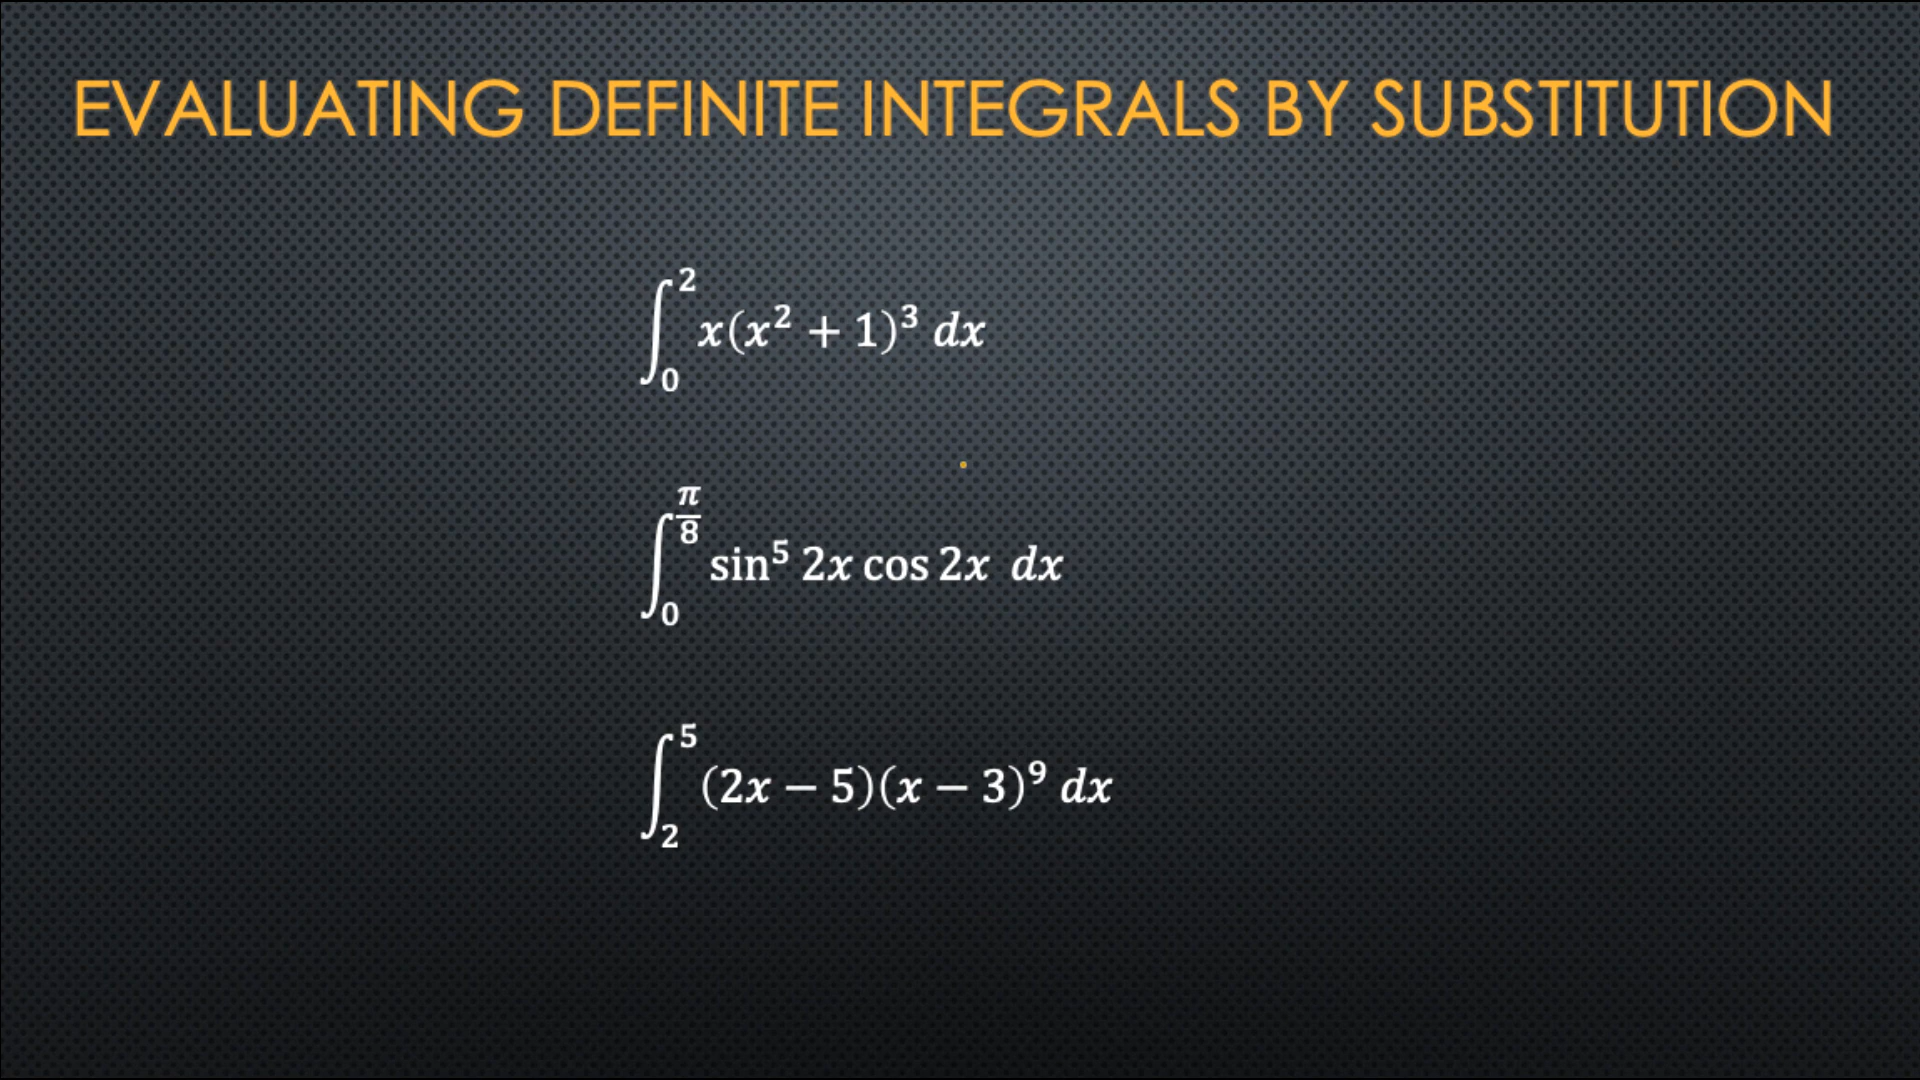 EVALUATING DEFINITE INTEGRALS BY SUBSTITUTION
∫₀² x(x² + 1)³ dx
∫₀^(π/8) sin⁵ 2x cos 2x dx
∫₂⁵ (2x − 5)(x − 3)⁹ dx